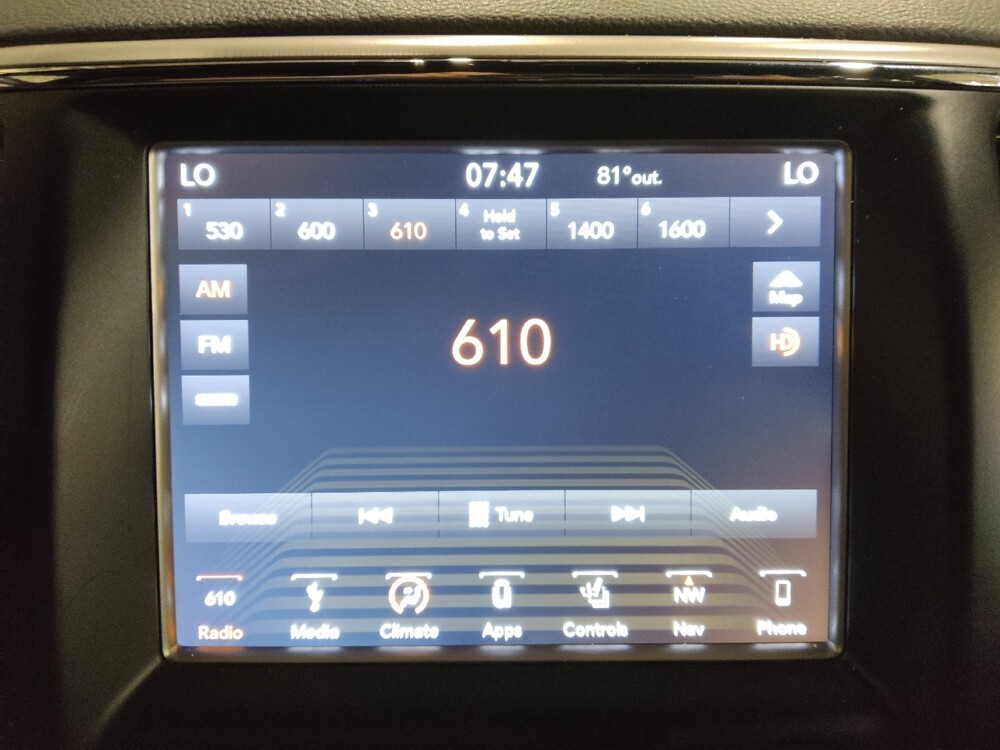 LO 07:47 81°out. LO
1 530 2 600 3 610 4 Hold to Set 5 1400 6 1600
AM
Map
FM
610
HD
Browse Tune Audio
610 NW
Radio Media Climate Apps Controls Nav Phone